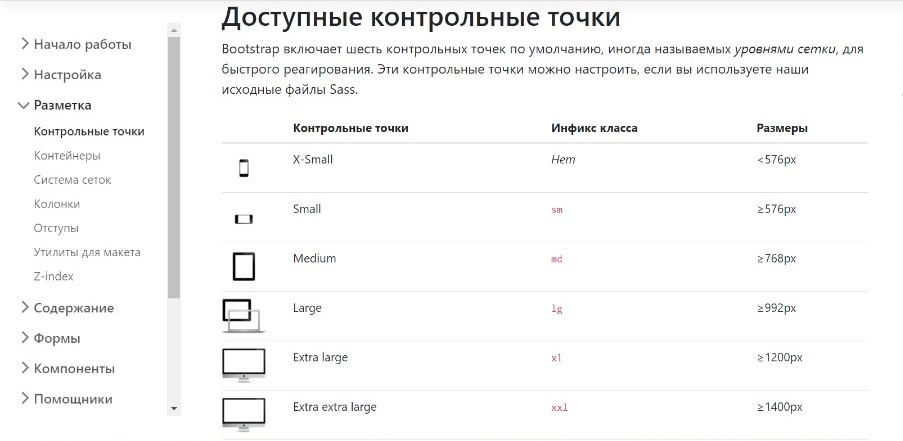 Начало работы
Настройка
Разметка
Контрольные точки
Контейнеры
Система сеток
Колонки
Отступы
Утилиты для макета
Z-index
Содержание
Формы
Компоненты
Помощники
Доступные контрольные точки
Bootstrap включает шесть контрольных точек по умолчанию, иногда называемых уровнями сетки, для
быстрого реагирования. Эти контрольные точки можно настроить, если вы используете наши
исходные файлы Sass.
Контрольные точки Инфикс класса Размеры
X-Small Нет <576px
Small sm ≥576px
Medium md ≥768px
Large lg ≥992px
Extra large xl ≥1200px
Extra extra large xxl ≥1400px